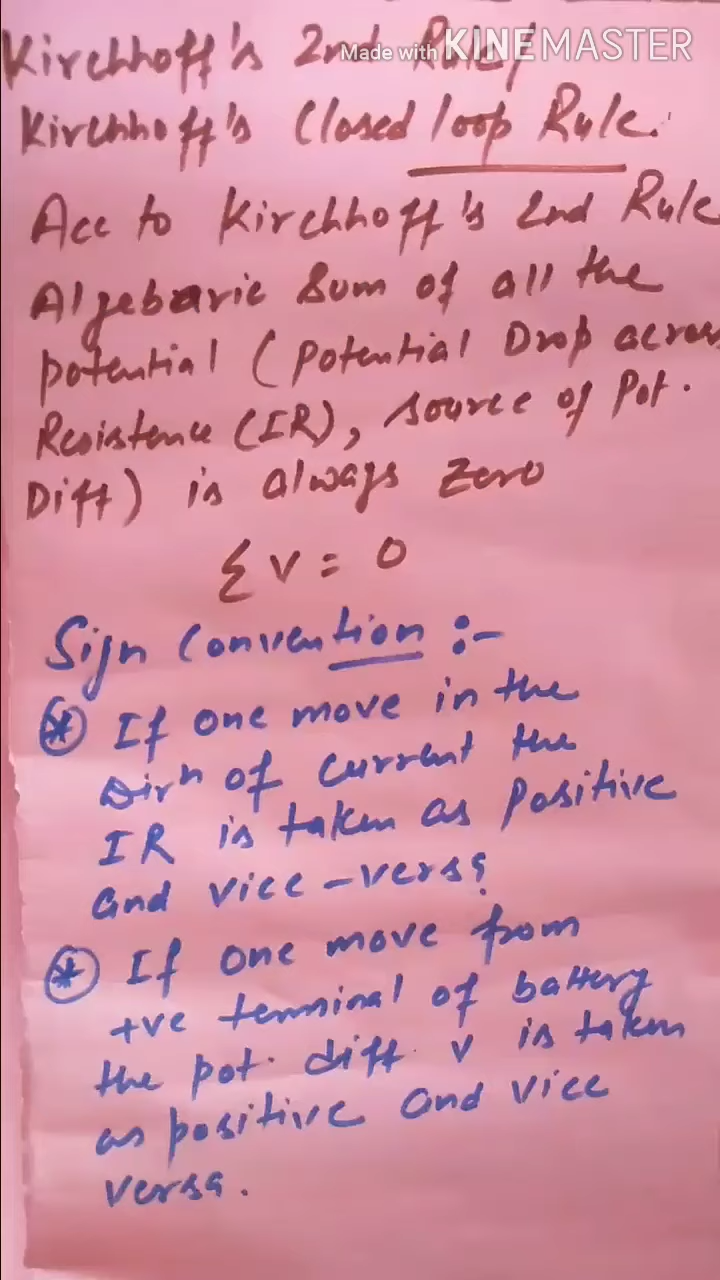 Kirchhoff's 2nd Rule/
Made with KINEMASTER
Kirchhoff's Closed loop Rule.
Acc to Kirchhoff's 2nd Rule
Algebaric Sum of all the
potential (Potential Drop across
Resistence (IR), source of Pot.
Diff) is always zero
Σ V = 0
Sign Convention :-
* If one move in the
Dirn of current the
IR is taken as positive
and vice-versa
* If one move from
+ve terminal of battery
the pot. diff. V is taken
as positive and vice
versa.